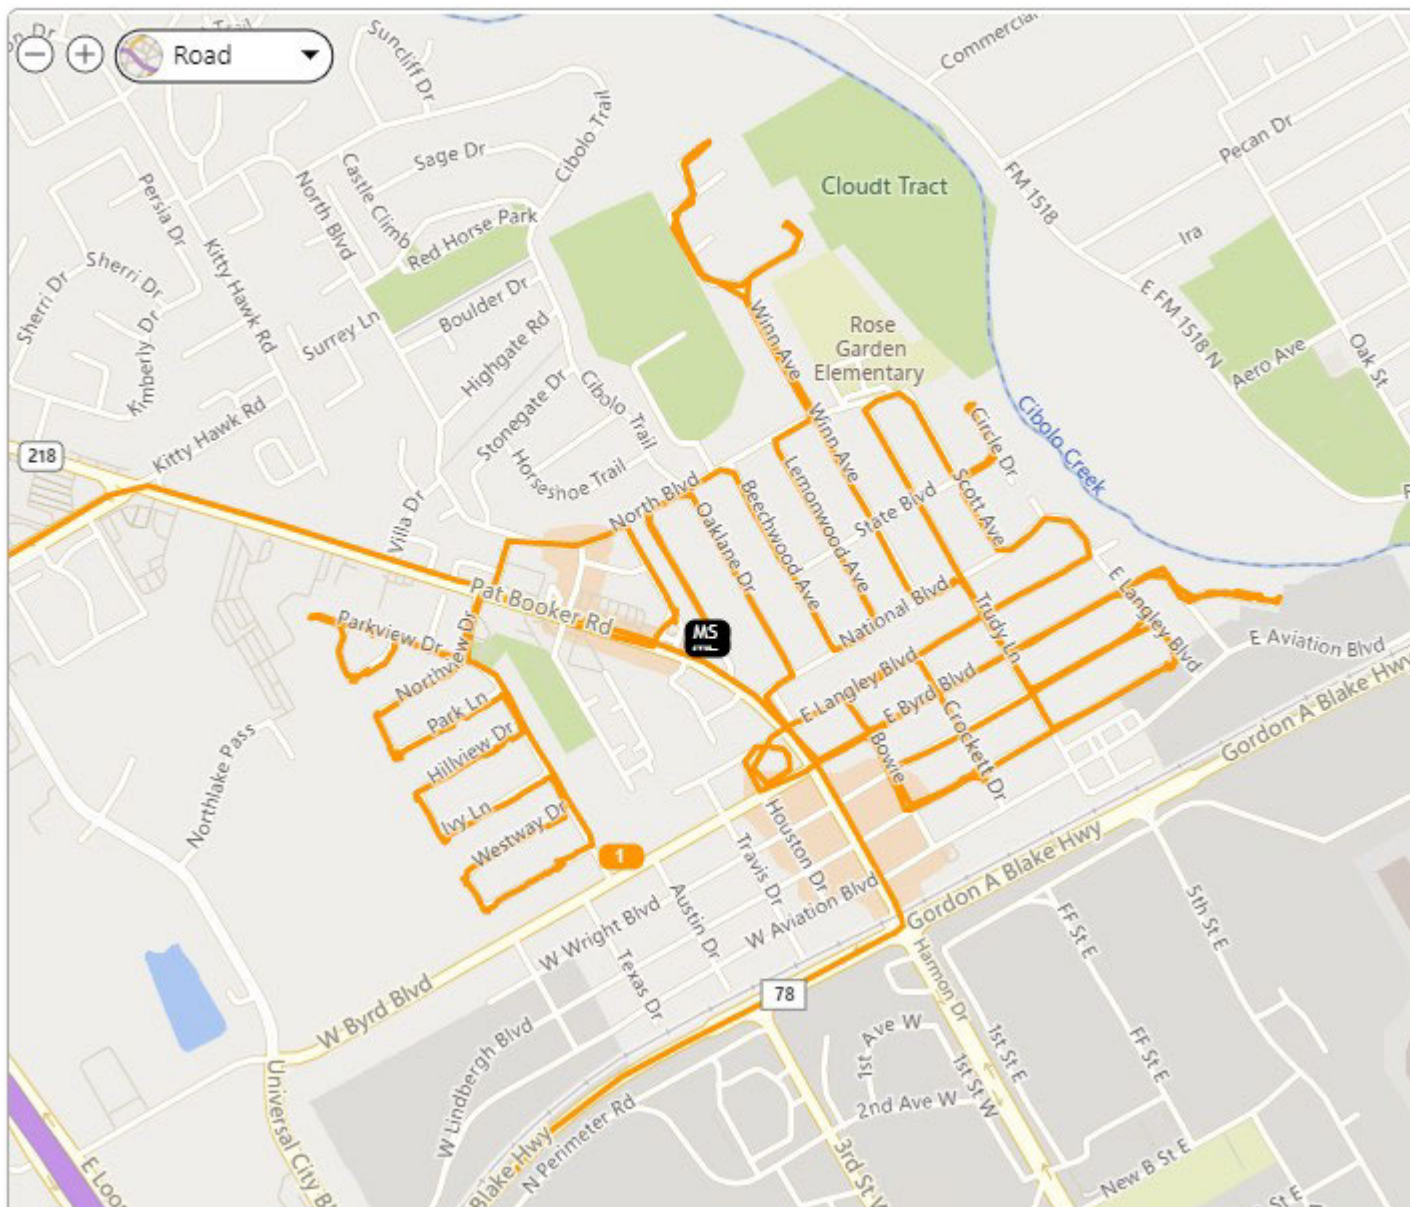 Road
Suncliff Dr
Commercial
Sage Dr
Cibolo Trail
Pecan Dr
Castle Climb
Persia Dr
North Blvd
Cloudt Tract
FM 1518
Red Horse Park
Ira
Kitty Hawk Rd
Sherri Dr
Sherri Dr
Boulder Dr
E FM 1518 N
Surrey Ln
Kimberly Dr
Highgate Rd
Winn Ave
Rose
Garden
Elementary
Oak St
Aero Ave
Stonegate Dr
Cibolo Trail
Kitty Hawk Rd
Winn Ave
Circle Dr
Cibolo Creek
218
Horseshoe Trail
North Blvd
Beechwood Ave
Lemonwood Ave
State Blvd
Scott Ave
Villa Dr
Oaklane Dr
Pat Booker Rd
National Blvd
Trudy Ln
E Langley Blvd
E Aviation Blvd
MS
Parkview Dr
Northview Dr
E Langley Blvd
E Byrd Blvd
Park Ln
Crockett Dr
Bowie
Hillview Dr
Gordon A Blake Hwy
Northlake Pass
Ivy Ln
Westway Dr
Houston Dr
Travis Dr
1
Gordon A Blake Hwy
W Wright Blvd
Austin Dr
W Aviation Blvd
5th St E
FF St E
Harmon Dr
Texas Dr
78
W Byrd Blvd
W Lindbergh Blvd
1st Ave W
1st St E
1st St W
FF St E
2nd Ave W
Universal City B
N Perimeter Rd
Blake Hwy
3rd St W
New B St E
E Loo
St E